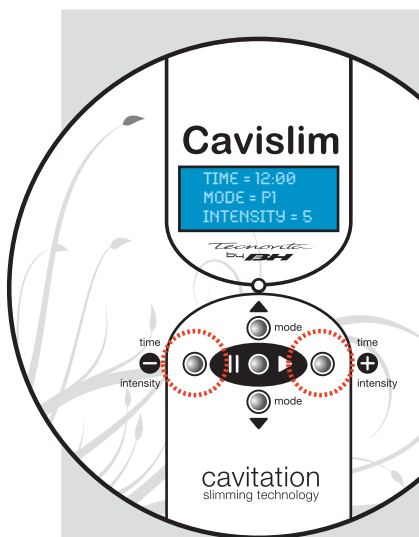 Cavislim
TIME = 12:00
MODE = P1
INTENSITY = 5
Tecnovita
by BH
mode
time
time
intensity
intensity
mode
cavitation
slimming technology